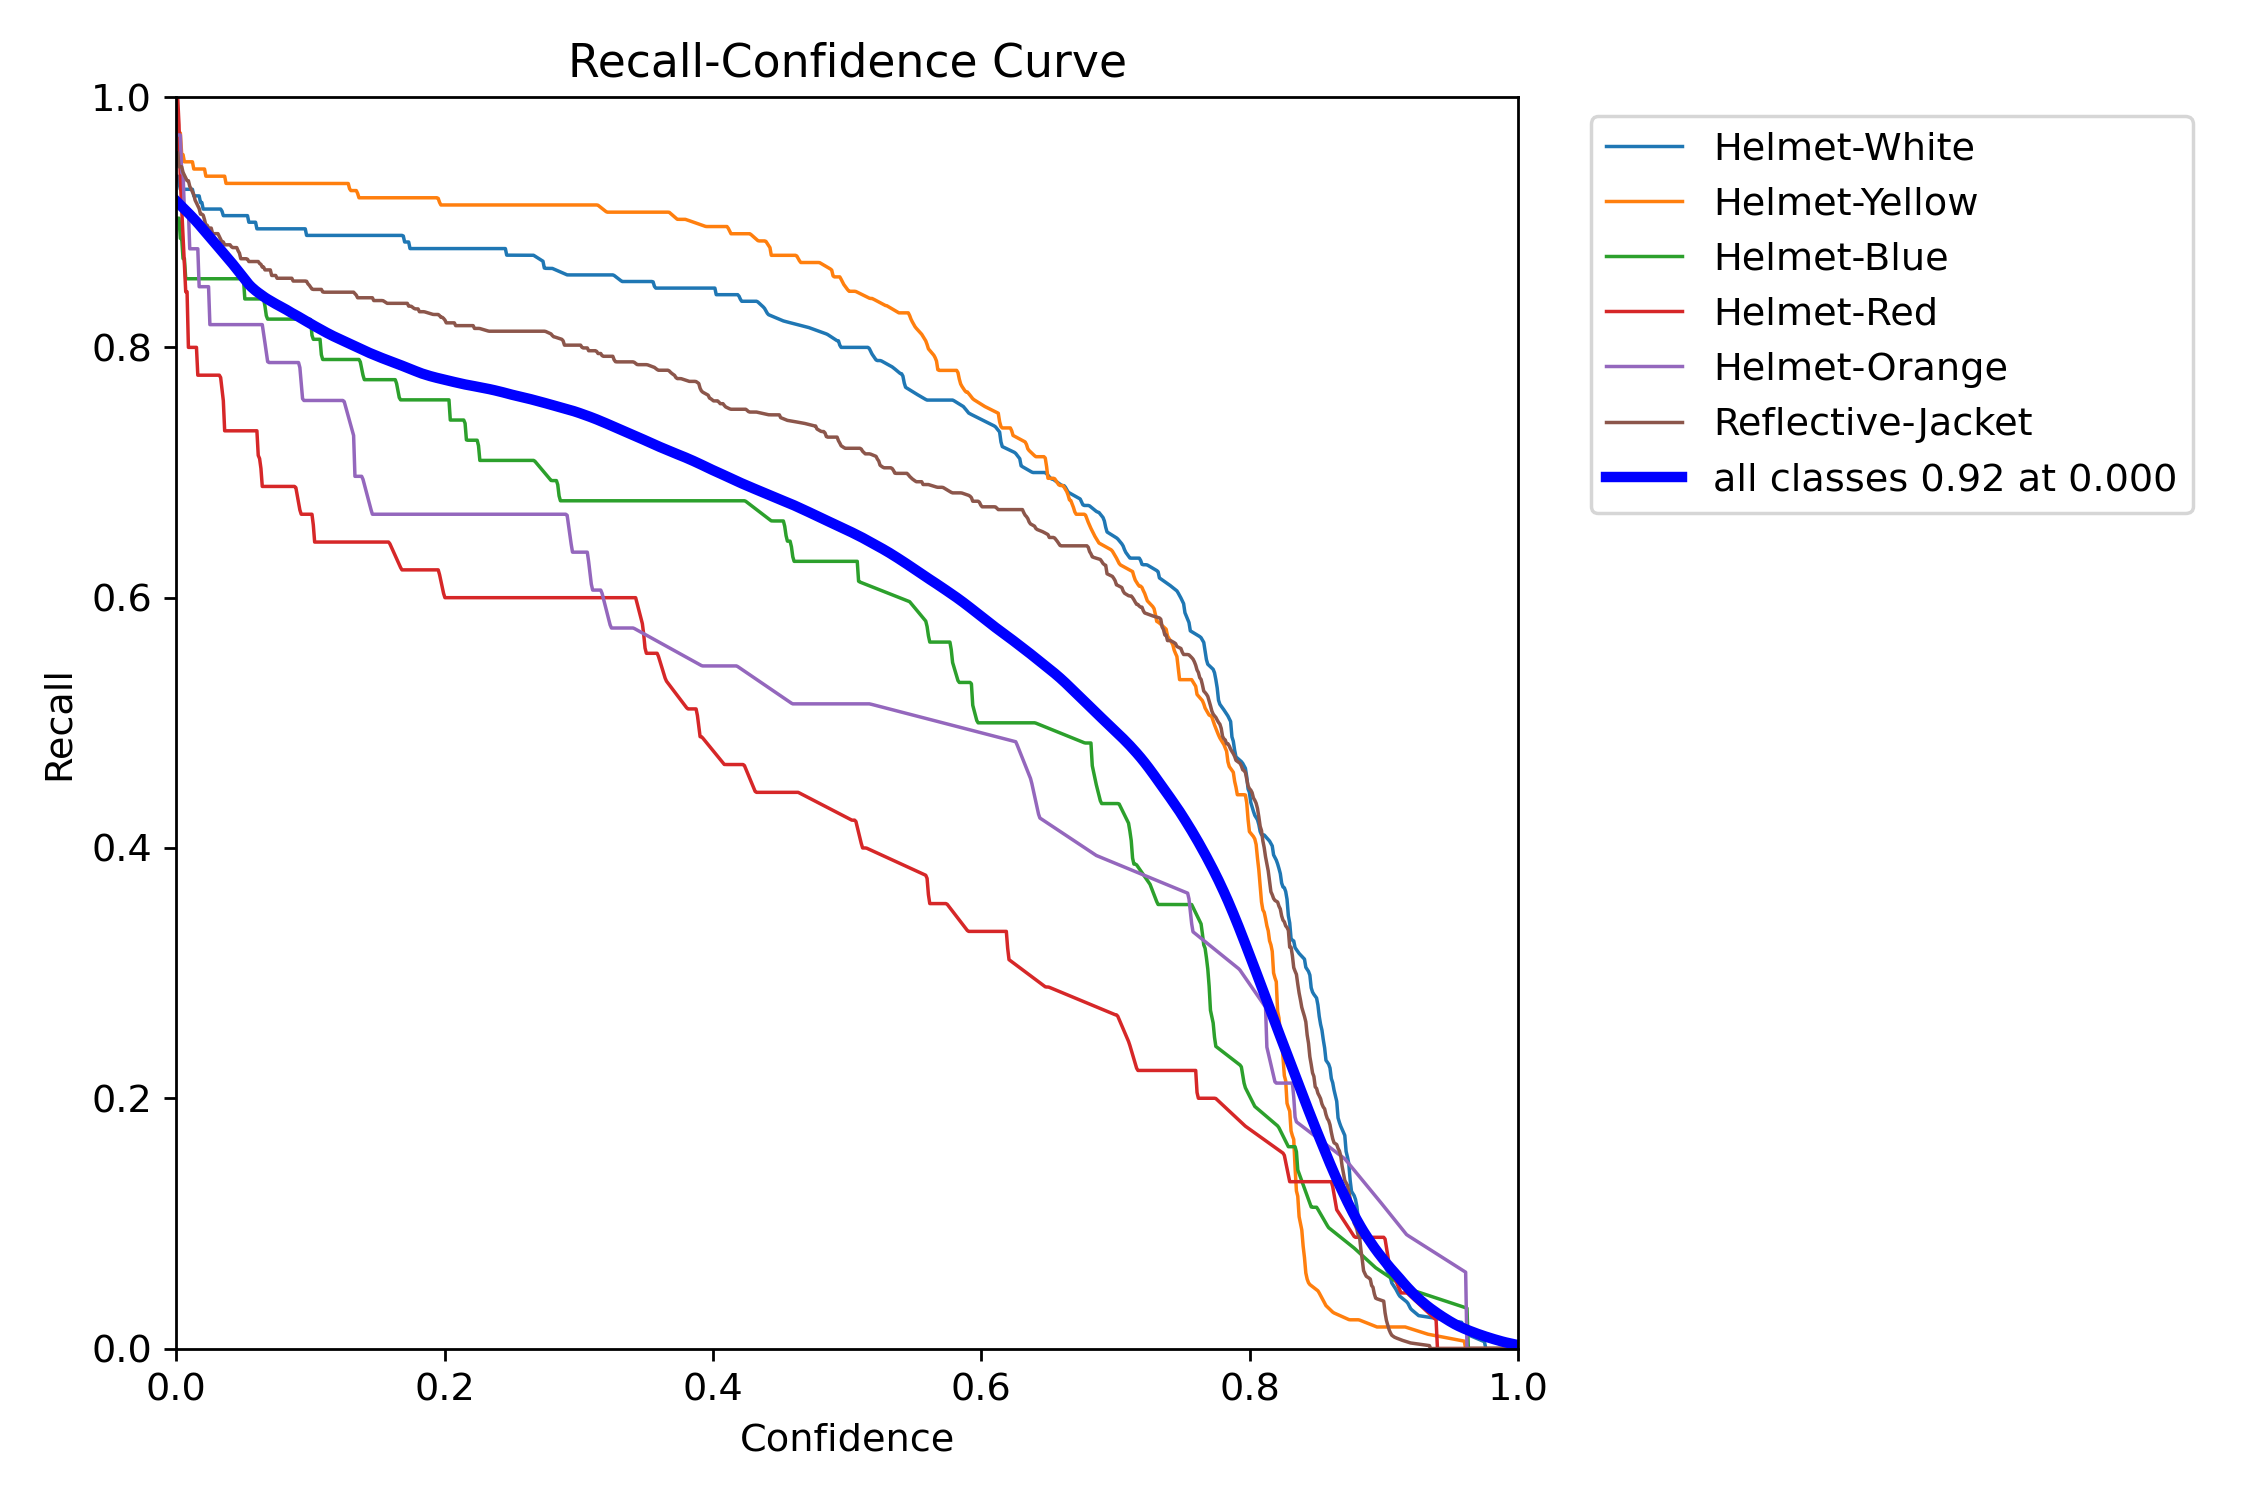 Recall-Confidence Curve
1.0
0.8
0.6
0.4
0.2
0.0
Recall
0.0 0.2 0.4 0.6 0.8 1.0
Confidence
Helmet-White
Helmet-Yellow
Helmet-Blue
Helmet-Red
Helmet-Orange
Reflective-Jacket
all classes 0.92 at 0.000